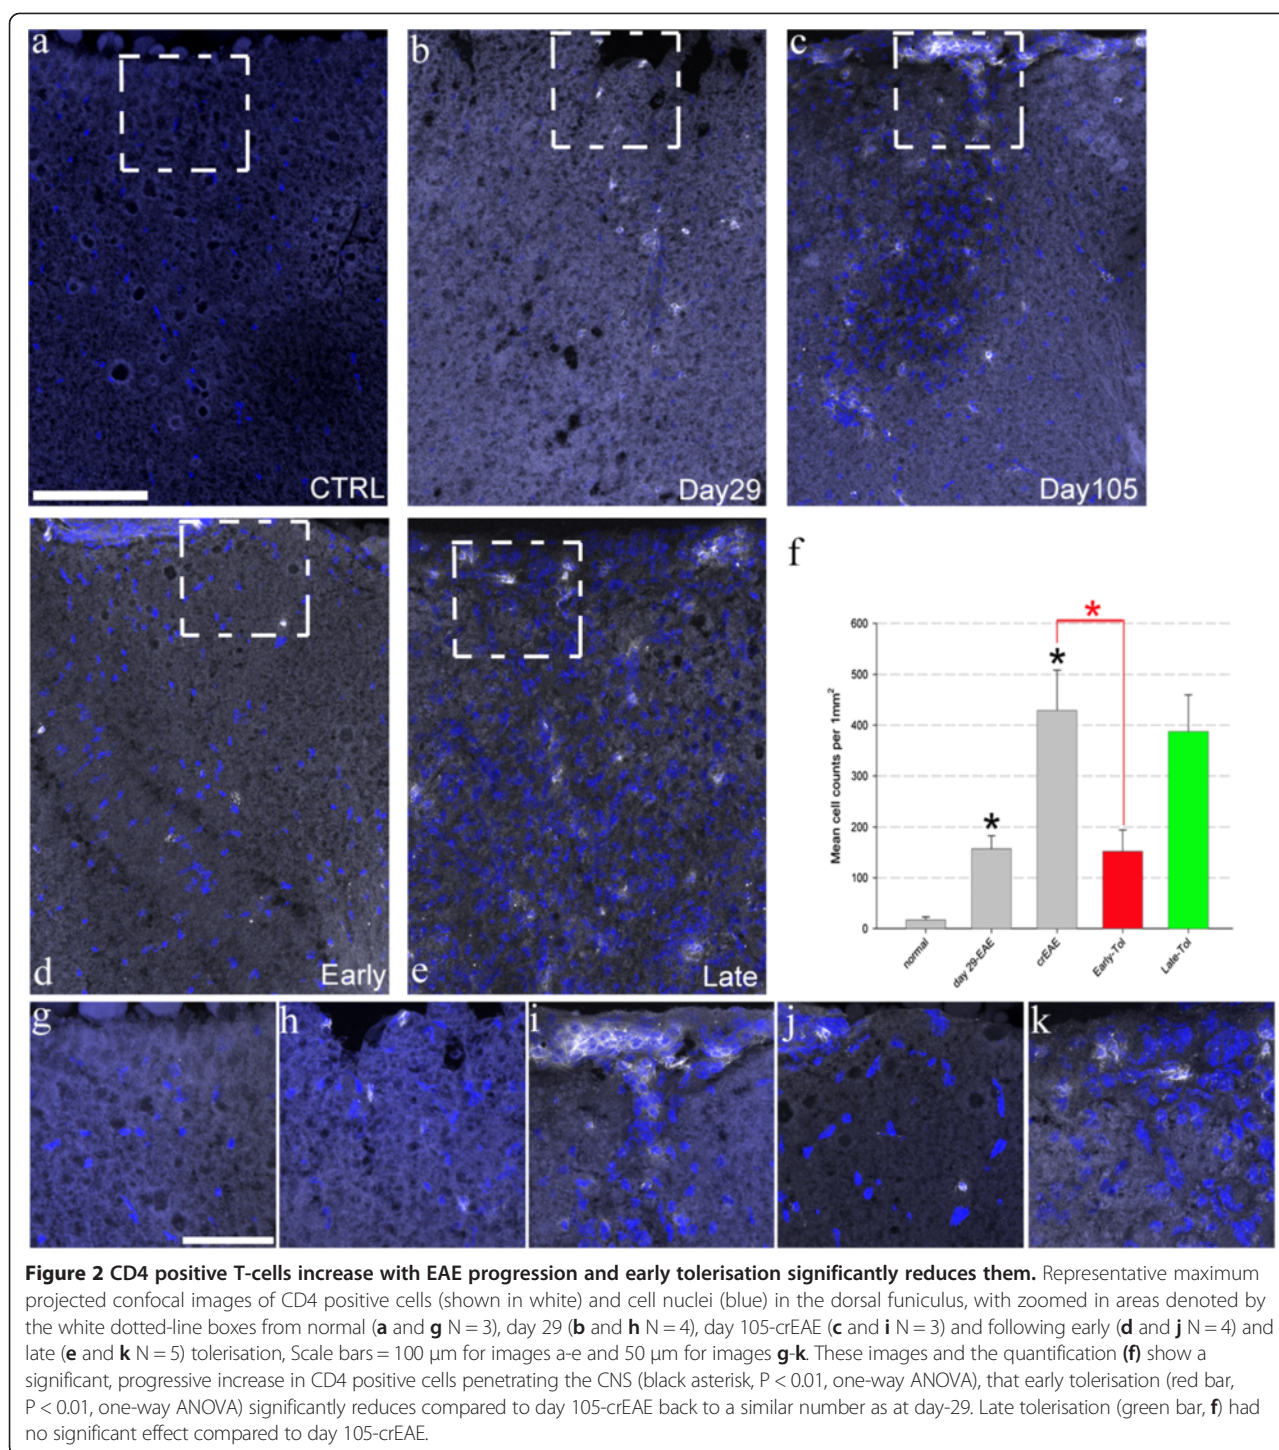 a
b
c
CTRL
Day29
Day105
d
Early
e
Late
f
*
*
*
600
500
400
300
200
100
0
Mean cell counts per 1mm²
normal
day 29-EAE
crEAE
Early-Tol
Late-Tol
g
h
i
j
k
Figure 2 CD4 positive T-cells increase with EAE progression and early tolerisation significantly reduces them. Representative maximum
projected confocal images of CD4 positive cells (shown in white) and cell nuclei (blue) in the dorsal funiculus, with zoomed in areas denoted by
the white dotted-line boxes from normal (a and g N = 3), day 29 (b and h N = 4), day 105-crEAE (c and i N = 3) and following early (d and j N = 4) and
late (e and k N = 5) tolerisation, Scale bars = 100 μm for images a-e and 50 μm for images g-k. These images and the quantification (f) show a
significant, progressive increase in CD4 positive cells penetrating the CNS (black asterisk, P < 0.01, one-way ANOVA), that early tolerisation (red bar,
P < 0.01, one-way ANOVA) significantly reduces compared to day 105-crEAE back to a similar number as at day-29. Late tolerisation (green bar, f) had
no significant effect compared to day 105-crEAE.